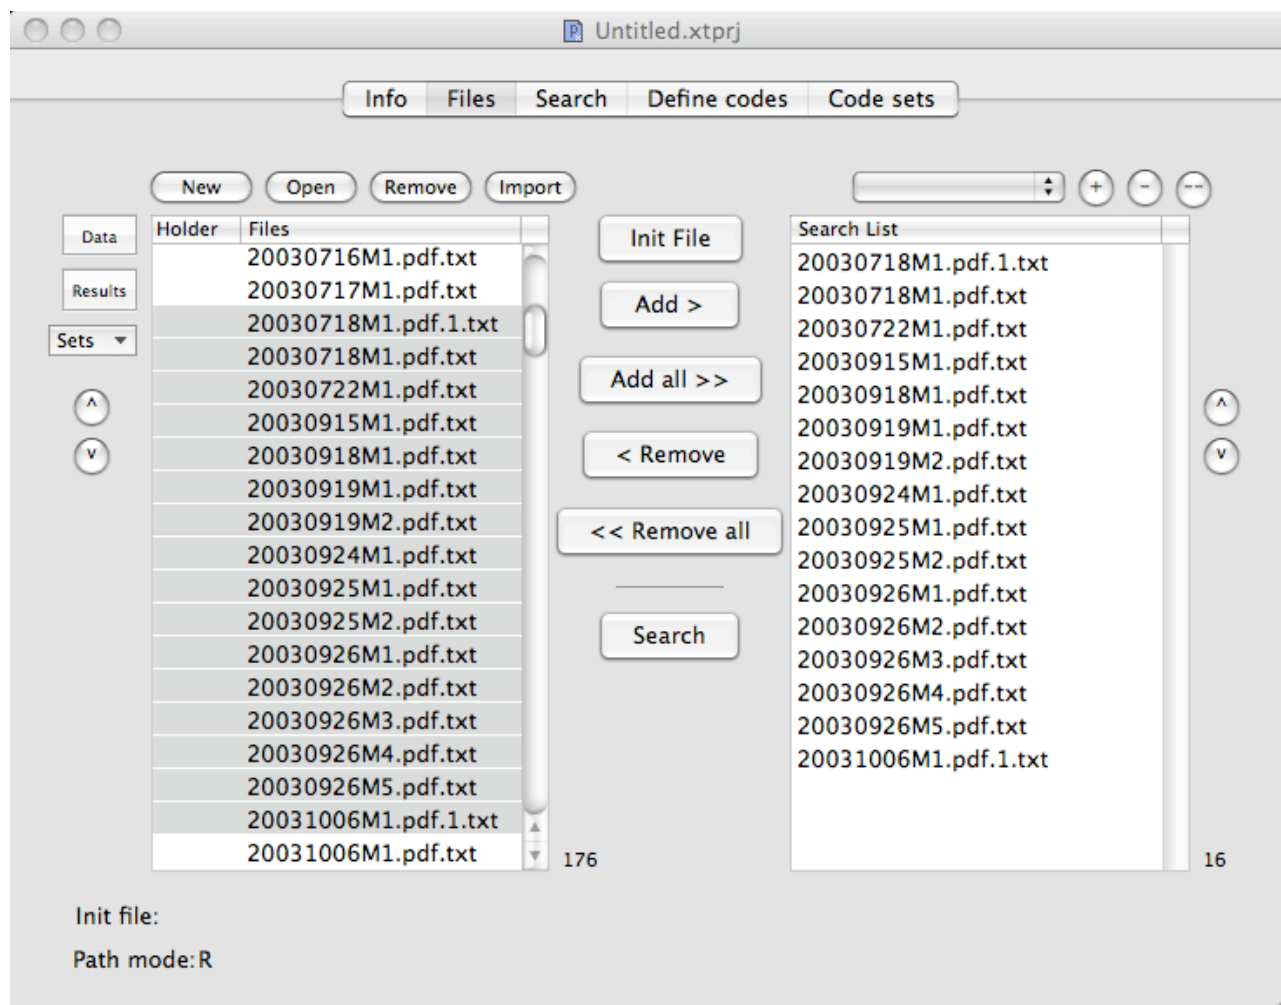 Untitled.xtprj
Info Files Search Define codes Code sets
New Open Remove Import + - --
Data
Results
Sets
^
v
Holder Files
20030716M1.pdf.txt
20030717M1.pdf.txt
20030718M1.pdf.1.txt
20030718M1.pdf.txt
20030722M1.pdf.txt
20030915M1.pdf.txt
20030918M1.pdf.txt
20030919M1.pdf.txt
20030919M2.pdf.txt
20030924M1.pdf.txt
20030925M1.pdf.txt
20030925M2.pdf.txt
20030926M1.pdf.txt
20030926M2.pdf.txt
20030926M3.pdf.txt
20030926M4.pdf.txt
20030926M5.pdf.txt
20031006M1.pdf.1.txt
20031006M1.pdf.txt
176
Init File
Add >
Add all >>
< Remove
<< Remove all
Search
Search List
20030718M1.pdf.1.txt
20030718M1.pdf.txt
20030722M1.pdf.txt
20030915M1.pdf.txt
20030918M1.pdf.txt
20030919M1.pdf.txt
20030919M2.pdf.txt
20030924M1.pdf.txt
20030925M1.pdf.txt
20030925M2.pdf.txt
20030926M1.pdf.txt
20030926M2.pdf.txt
20030926M3.pdf.txt
20030926M4.pdf.txt
20030926M5.pdf.txt
20031006M1.pdf.1.txt
^
v
16
Init file:
Path mode: R